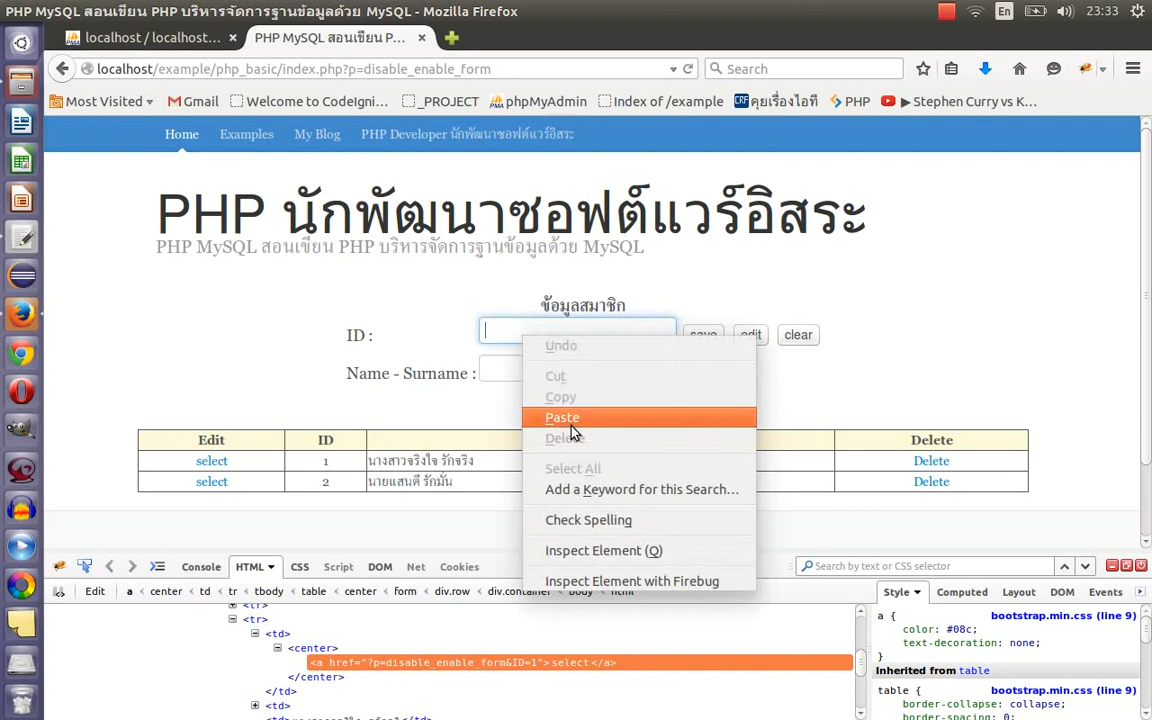 PHP MySQL สอนเขียน PHP บริหารจัดการฐานข้อมูลด้วย MySQL - Mozilla Firefox
En
23:33
localhost / localhost...
PHP MySQL สอนเขียน P...
localhost/example/php_basic/index.php?p=disable_enable_form
Search
Most Visited
Gmail
Welcome to CodeIgni...
_PROJECT
phpMyAdmin
Index of /example
คุยเรื่องไอที
PHP
▶ Stephen Curry vs K...
Home
Examples
My Blog
PHP Developer นักพัฒนาซอฟต์แวร์อิสระ
PHP นักพัฒนาซอฟต์แวร์อิสระ
PHP MySQL สอนเขียน PHP บริหารจัดการฐานข้อมูลด้วย MySQL
ข้อมูลสมาชิก
ID :
save
edit
clear
Name - Surname :
Undo
Cut
Copy
Paste
Delete
Select All
Add a Keyword for this Search...
Check Spelling
Inspect Element (Q)
Inspect Element with Firebug
Edit ID Delete
select 1 นางสาวจริงใจ รักจริง Delete
select 2 นายแสนดี รักมั่น Delete
Console
HTML
CSS
Script
DOM
Net
Cookies
Search by text or CSS selector
Edit
a center td tr tbody table center form div.row div.container body html
Style
Computed
Layout
DOM
Events
<tr>
<tr>
<td>
<center>
<a href="?p=disable_enable_form&ID=1">select</a>
</center>
</td>
<td>
a {
bootstrap.min.css (line 9)
color: #08c;
text-decoration: none;
}
Inherited from table
table {
bootstrap.min.css (line 9)
border-collapse: collapse;
border-spacing: 0;